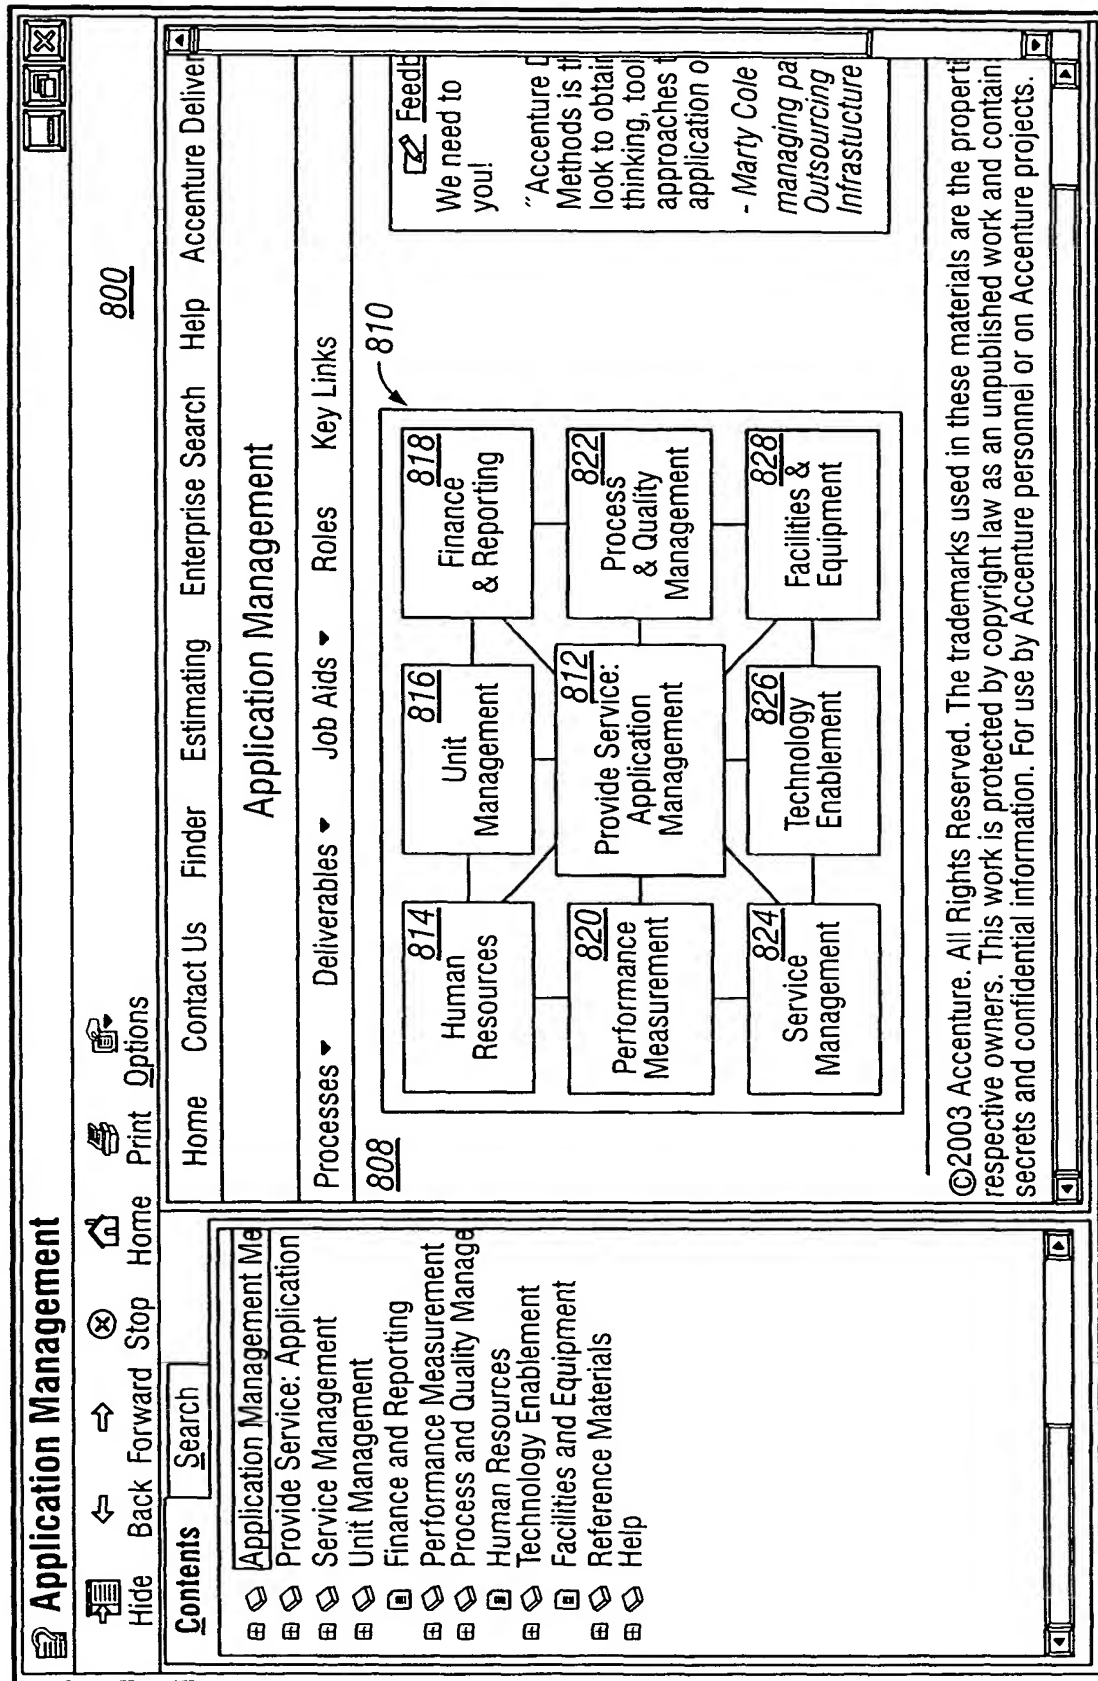 Application Management
Hide Back Forward Stop Home Print Options
800
Contents Search
Application Management Me
Provide Service: Application
Service Management
Unit Management
Finance and Reporting
Performance Measurement
Process and Quality Manage
Human Resources
Technology Enablement
Facilities and Equipment
Reference Materials
Help
Home Contact Us Finder Estimating Enterprise Search Help Accenture Deliver
Application Management
Processes Deliverables Job Aids Roles Key Links
808
810
814
Human
Resources
816
Unit
Management
818
Finance
& Reporting
820
Performance
Measurement
812
Provide Service:
Application
Management
822
Process
& Quality
Management
824
Service
Management
826
Technology
Enablement
828
Facilities &
Equipment
Feedb
We need to
you!
"Accenture D
Methods is th
look to obtain
thinking, tool
approaches t
application o
- Marty Cole
managing pa
Outsourcing
Infrastucture
©2003 Accenture. All Rights Reserved. The trademarks used in these materials are the properti
respective owners. This work is protected by copyright law as an unpublished work and contain
secrets and confidential information. For use by Accenture personnel or on Accenture projects.